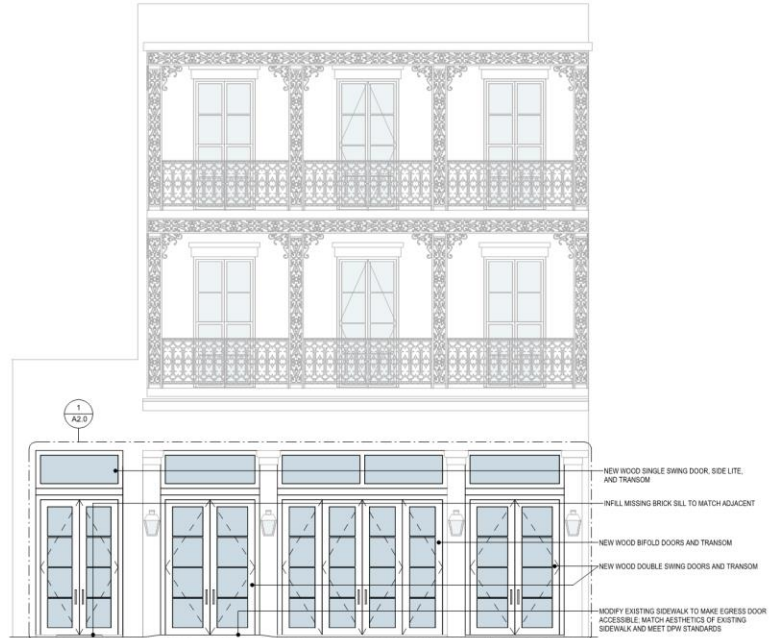 1
A2.0
NEW WOOD SINGLE SWING DOOR, SIDE LITE,
AND TRANSOM
INFILL MISSING BRICK SILL TO MATCH ADJACENT
NEW WOOD BIFOLD DOORS AND TRANSOM
NEW WOOD DOUBLE SWING DOORS AND TRANSOM
MODIFY EXISTING SIDEWALK TO MAKE EGRESS DOOR
ACCESSIBLE; MATCH AESTHETICS OF EXISTING
SIDEWALK AND MEET DPW STANDARDS